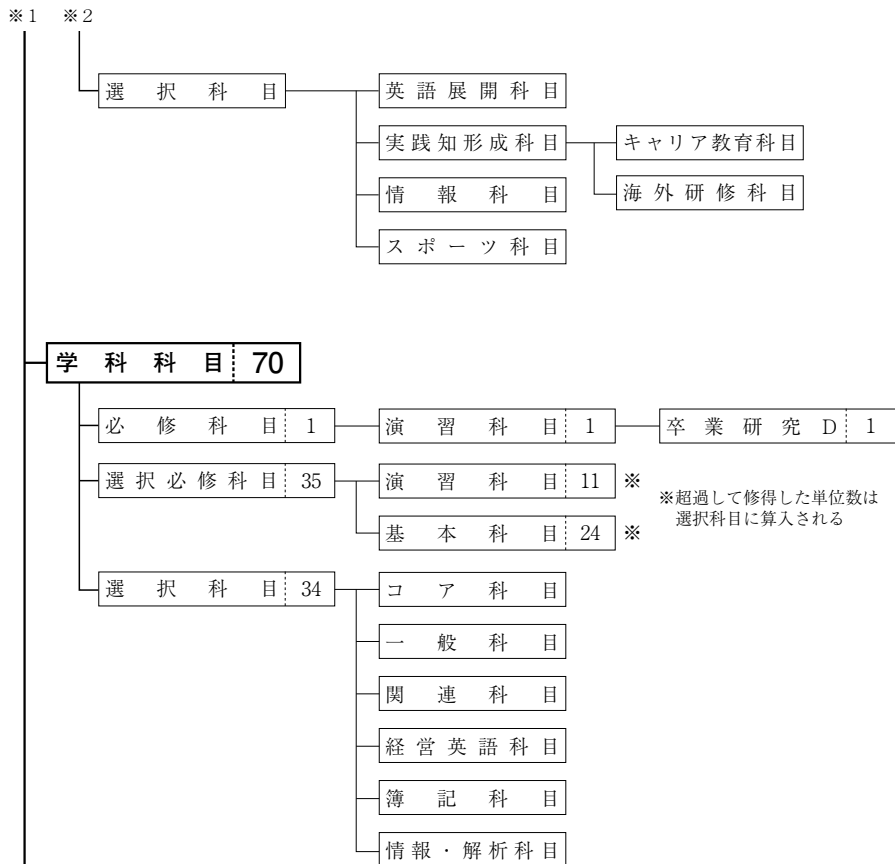 ※1 ※2
選択科目 英語展開科目
実践知形成科目 キャリア教育科目
情報科目 海外研修科目
スポーツ科目
学科科目 70
必修科目 1 演習科目 1 卒業研究D 1
選択必修科目 35 演習科目 11 ※
※超過して修得した単位数は
選択科目に算入される
基本科目 24 ※
選択科目 34 コア科目
一般科目
関連科目
経営英語科目
簿記科目
情報・解析科目